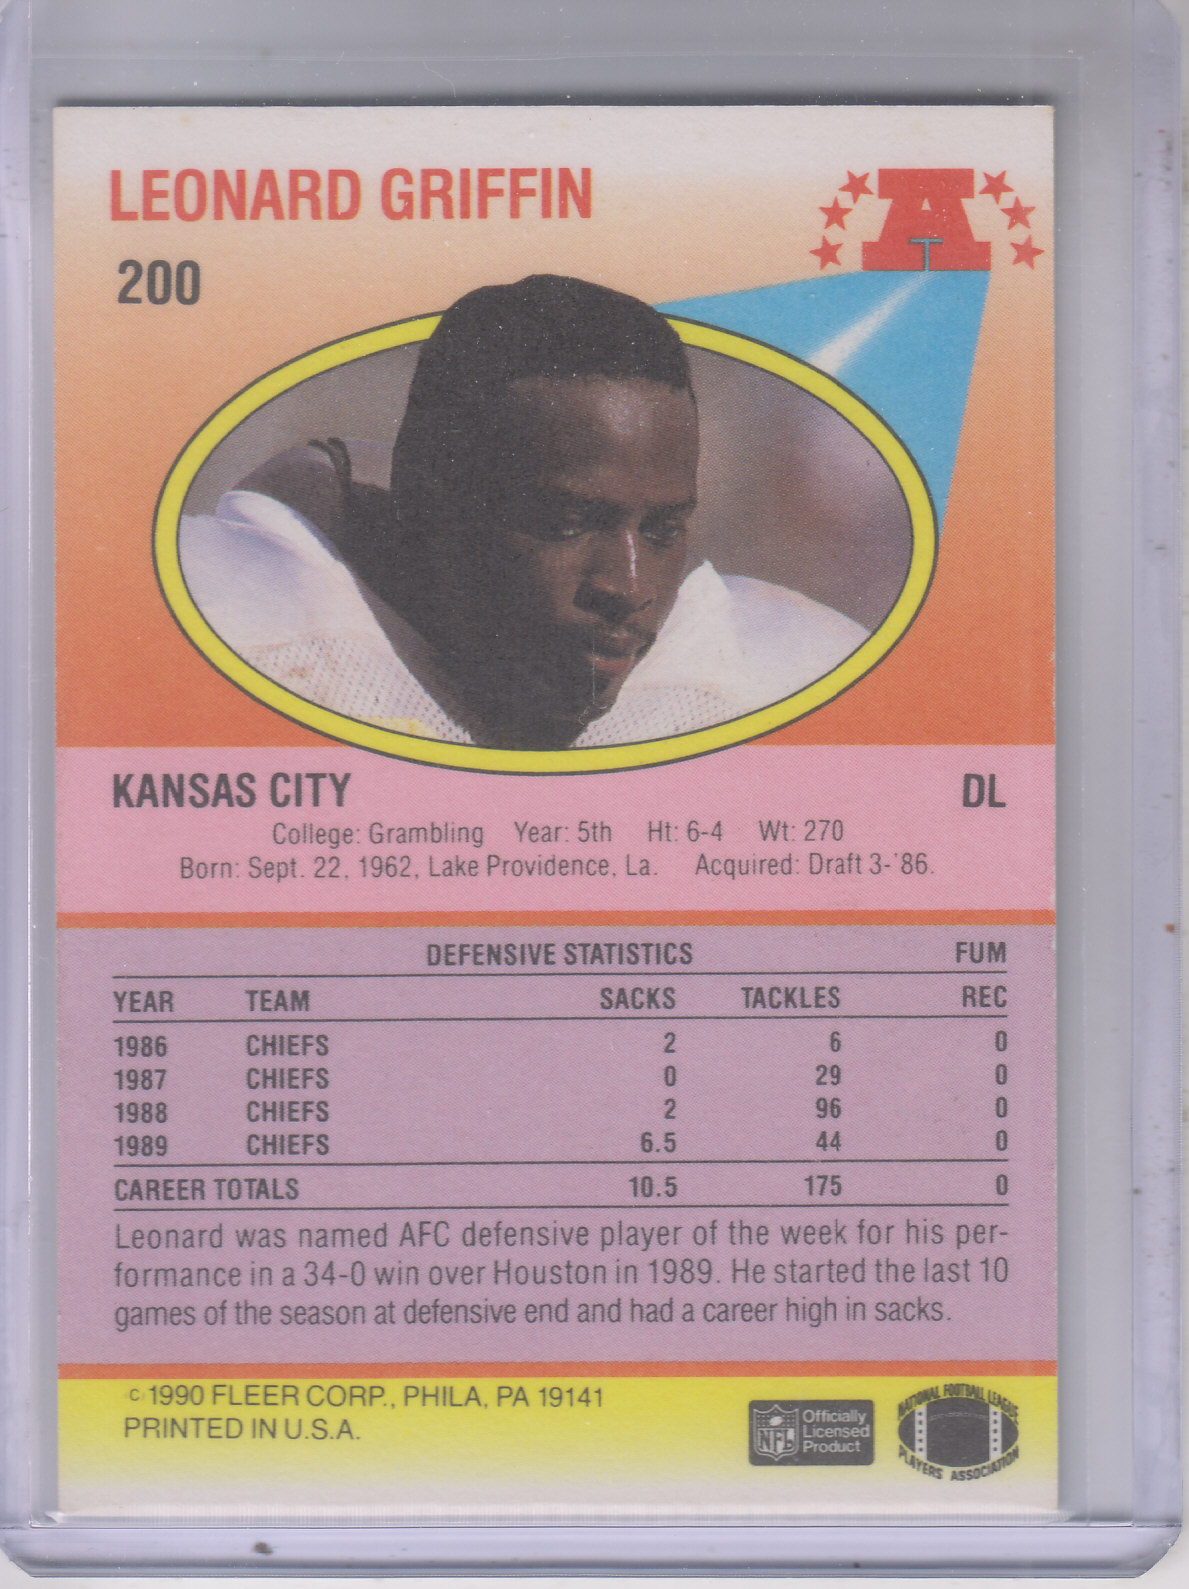 LEONARD GRIFFIN
200
A
KANSAS CITY DL
College: Grambling Year: 5th Ht: 6-4 Wt: 270
Born: Sept. 22, 1962, Lake Providence, La. Acquired: Draft 3-'86.
DEFENSIVE STATISTICS FUM
YEAR TEAM SACKS TACKLES REC
1986 CHIEFS 2 6 0
1987 CHIEFS 0 29 0
1988 CHIEFS 2 96 0
1989 CHIEFS 6.5 44 0
CAREER TOTALS 10.5 175 0
Leonard was named AFC defensive player of the week for his per-
formance in a 34-0 win over Houston in 1989. He started the last 10
games of the season at defensive end and had a career high in sacks.
© 1990 FLEER CORP., PHILA, PA 19141
PRINTED IN U.S.A.
NFL
Officially
Licensed
Product
NATIONAL FOOTBALL LEAGUE
PLAYERS ASSOCIATION